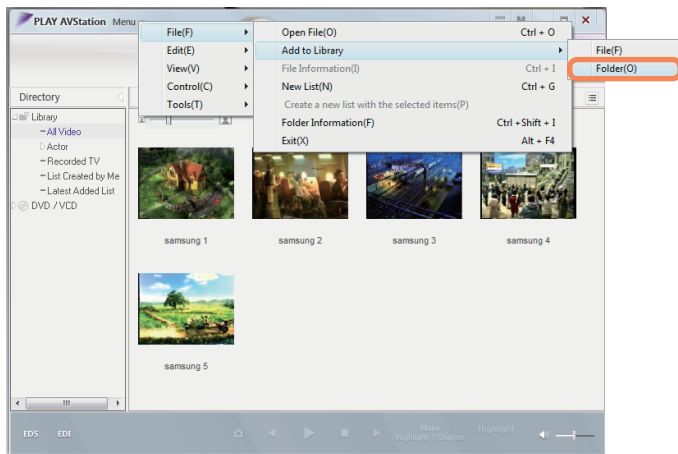 PLAY AVStation Menu
File(F)
Edit(E)
View(V)
Control(C)
Tools(T)
Open File(O) Ctrl + O
Add to Library
File Information(I) Ctrl + I
New List(N) Ctrl + G
Create a new list with the selected items(P)
Folder Information(F) Ctrl +Shift + I
Exit(X) Alt + F4
File(F)
Folder(O)
Directory
Library
All Video
Actor
Recorded TV
List Created by Me
Latest Added List
DVD / VCD
samsung 1
samsung 2
samsung 3
samsung 4
samsung 5
EDS EDI
Make
Highlight / Chapter
Highlight